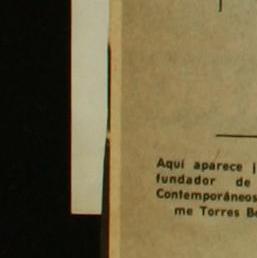 Aquí aparece
fundador de
Contemporáneos
me Torres